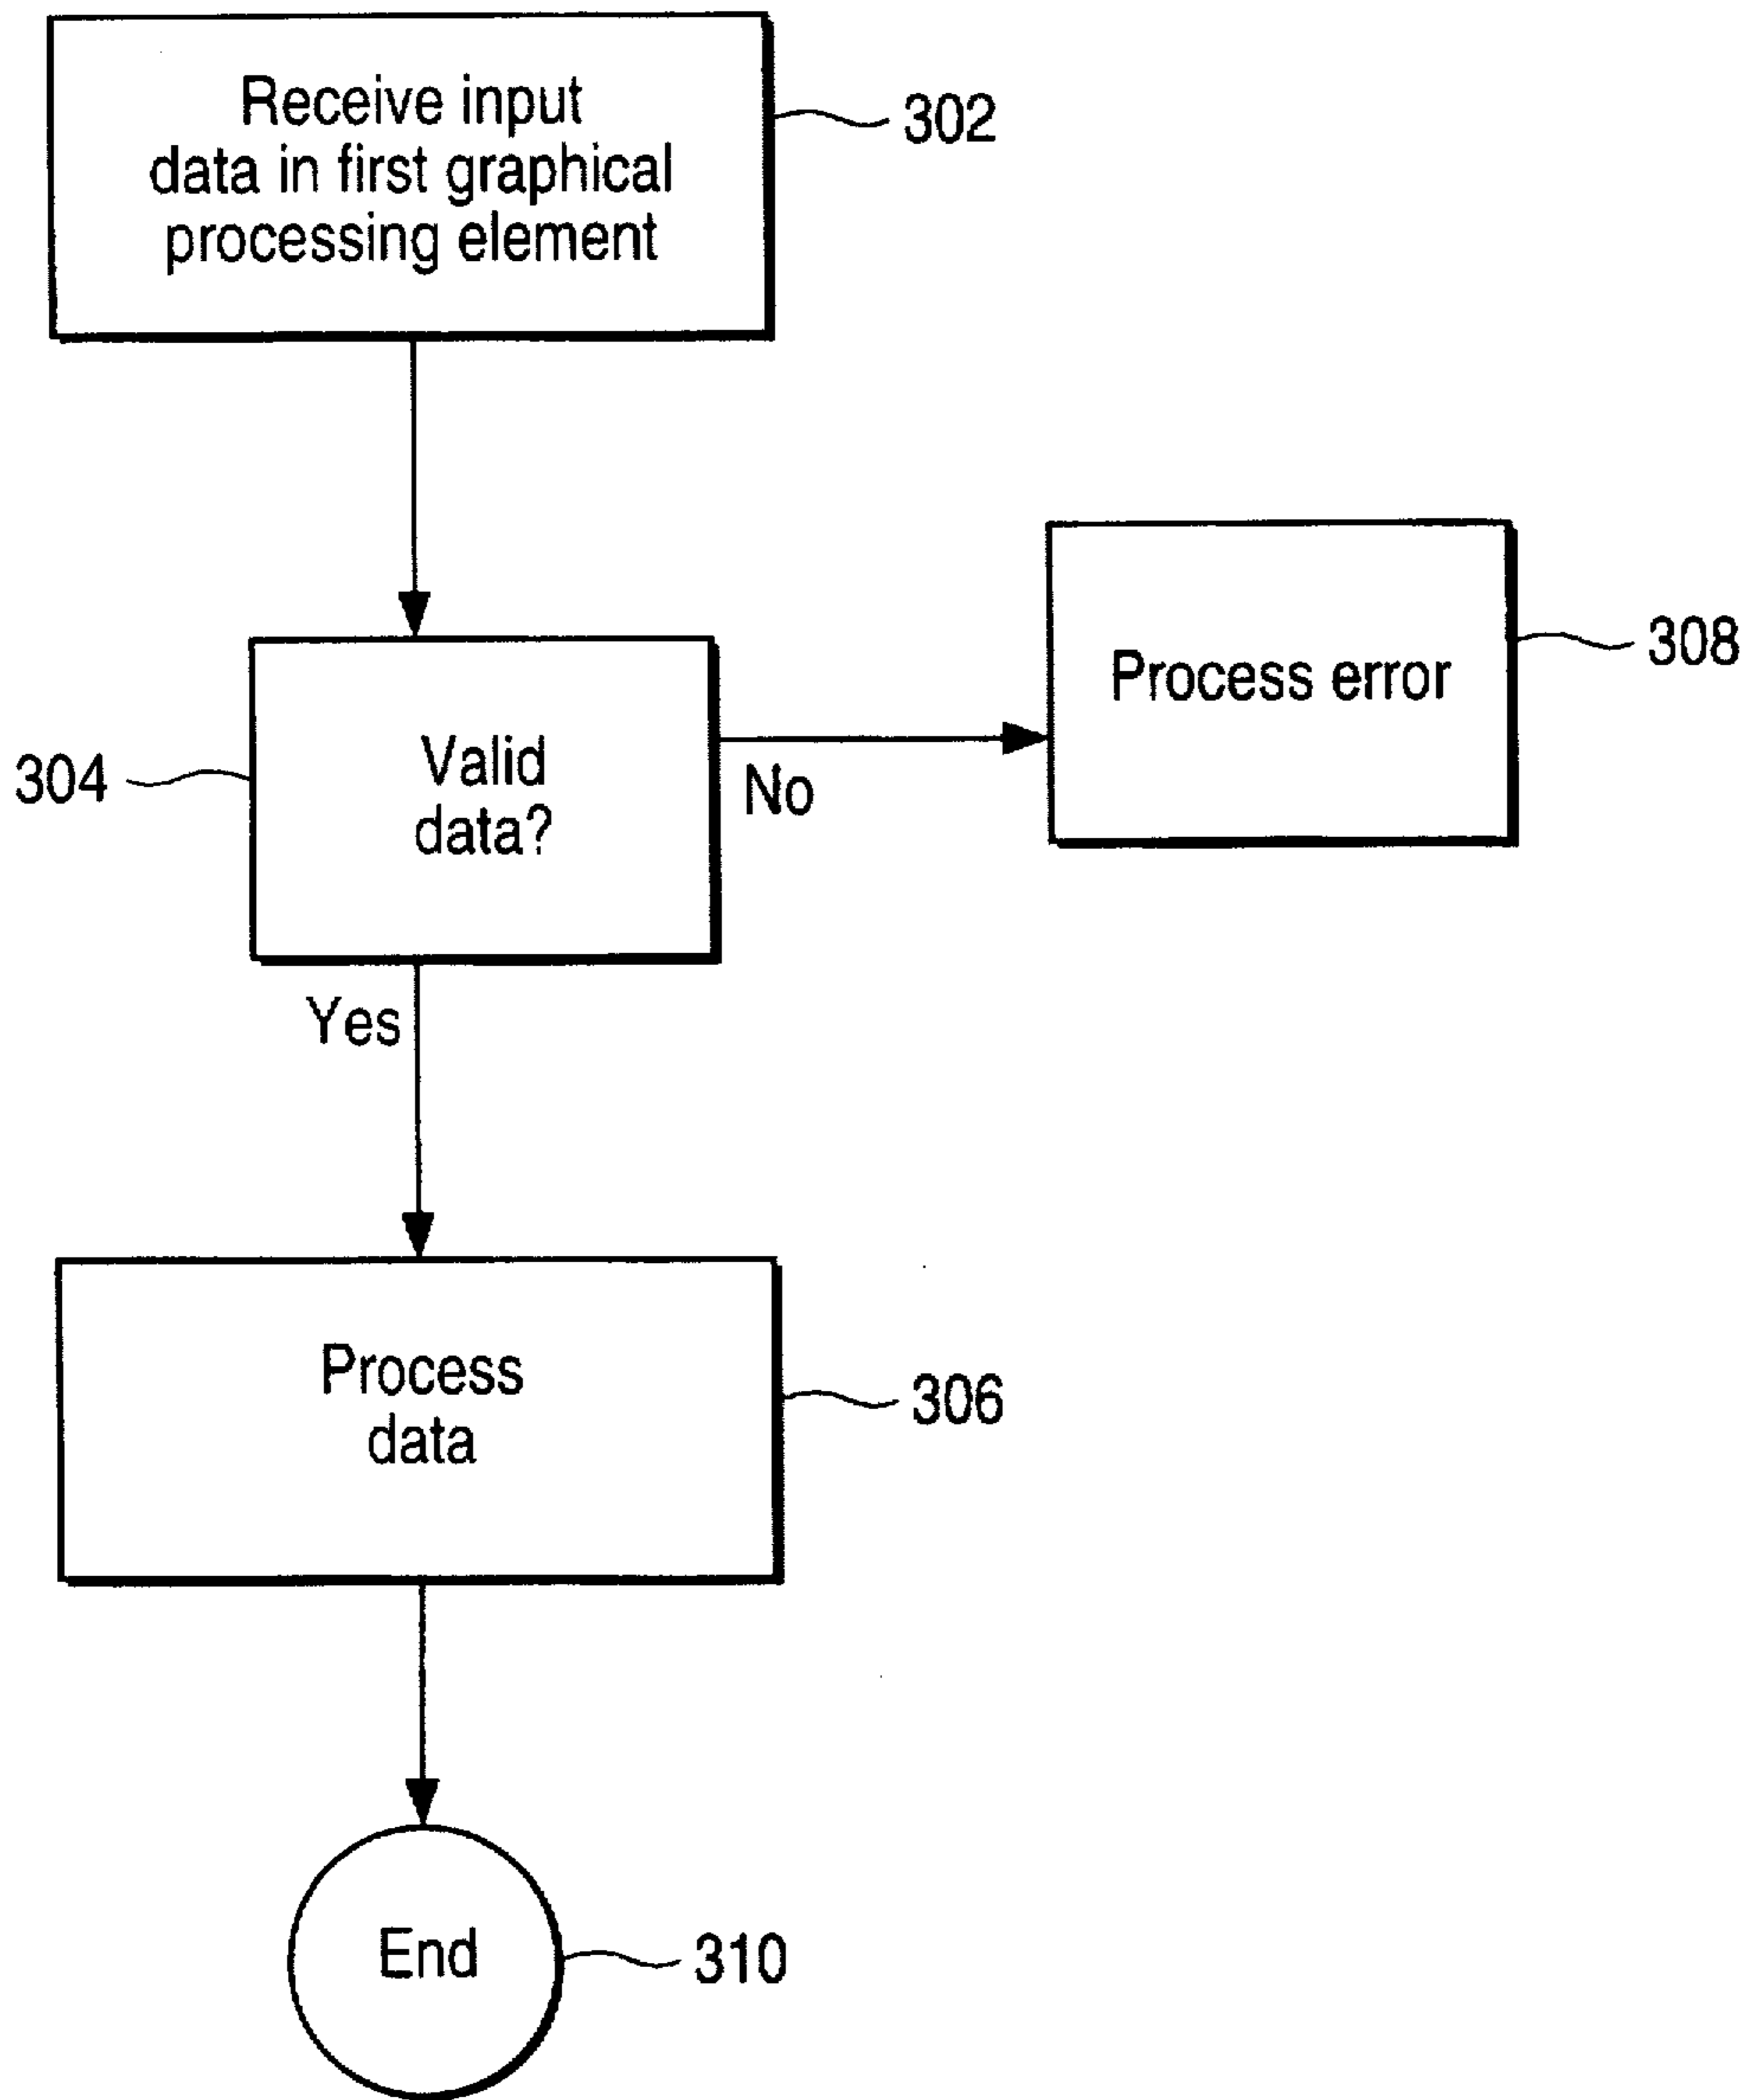 Receive input
data in first graphical
processing element
302
304
Valid
data?
No
Process error
308
Yes
Process
data
306
End
310